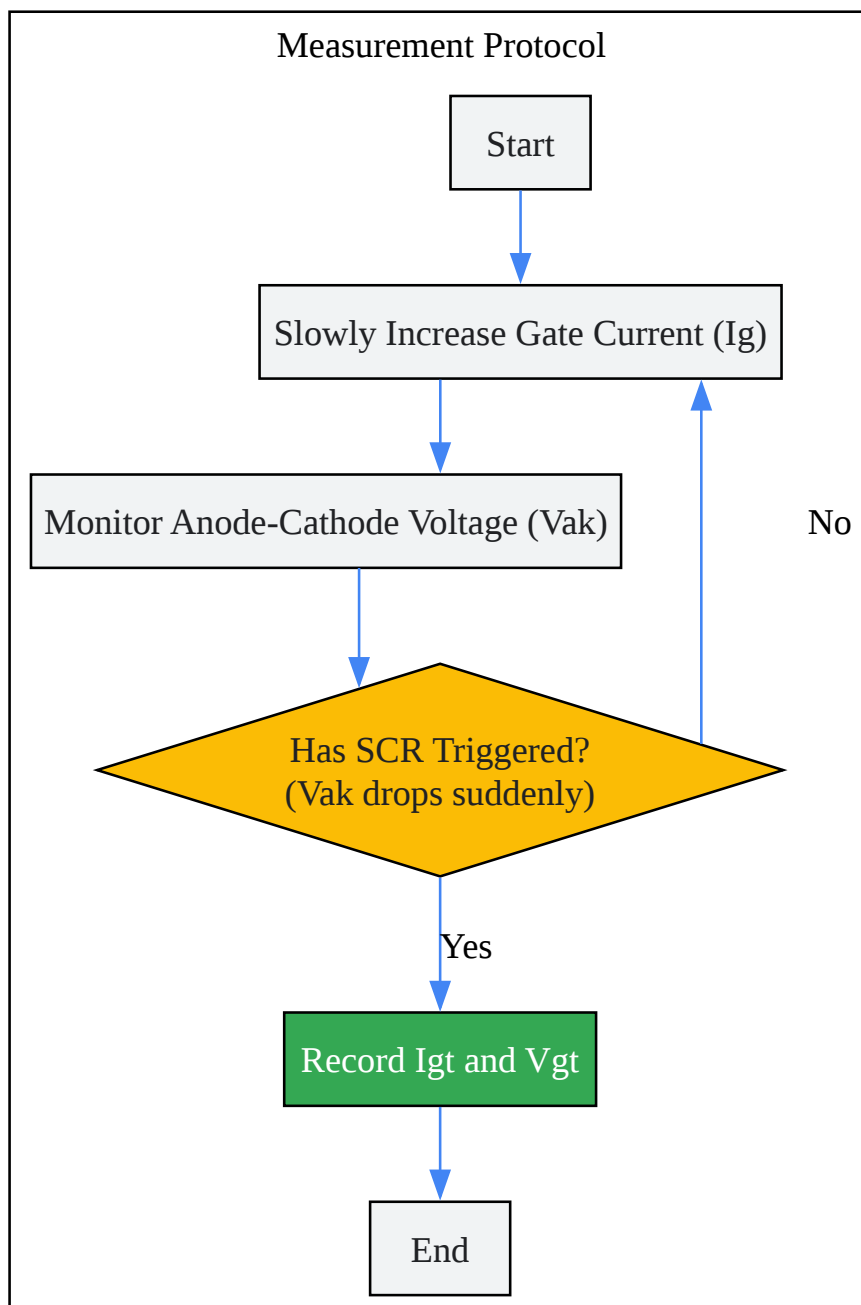 Measurement Protocol
Start
Slowly Increase Gate Current (Ig)
Monitor Anode-Cathode Voltage (Vak)
No
Has SCR Triggered?
(Vak drops suddenly)
Yes
Record Igt and Vgt
End